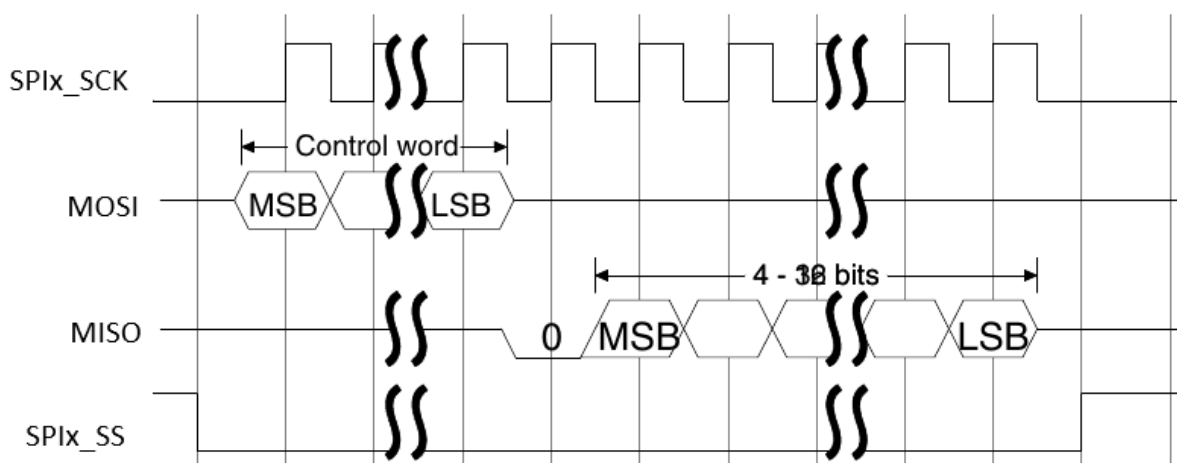 SPIx_SCK
Control word
MOSI
MSB
LSB
4 - bits
MISO
0
MSB
LSB
SPIx_SS